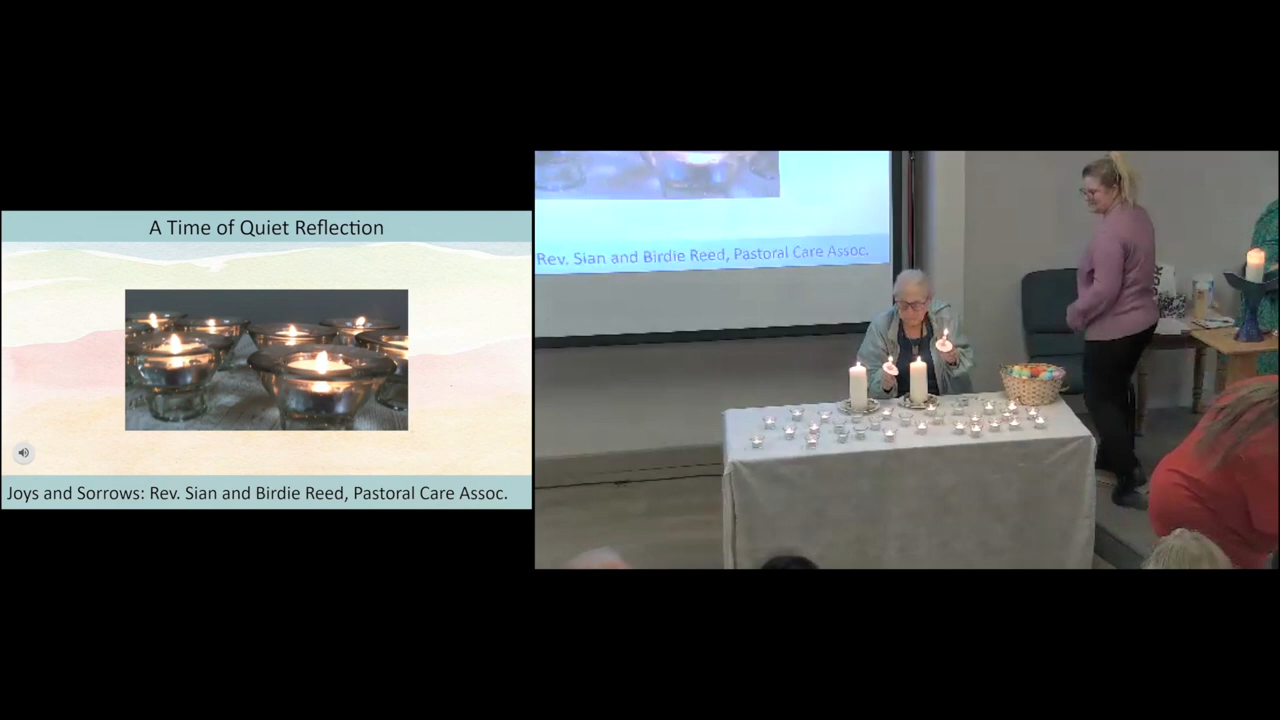 A Time of Quiet Reflection
Joys and Sorrows: Rev. Sian and Birdie Reed, Pastoral Care Assoc.
Rev. Sian and Birdie Reed, Pastoral Care Assoc.